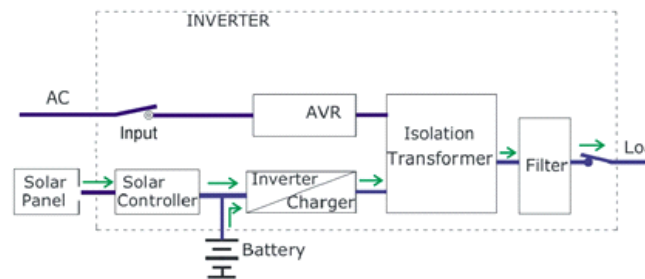 INVERTER
AC
Input
AVR
Isolation
Transformer
Filter
Solar
Panel
Solar
Controller
Inverter
Charger
Battery